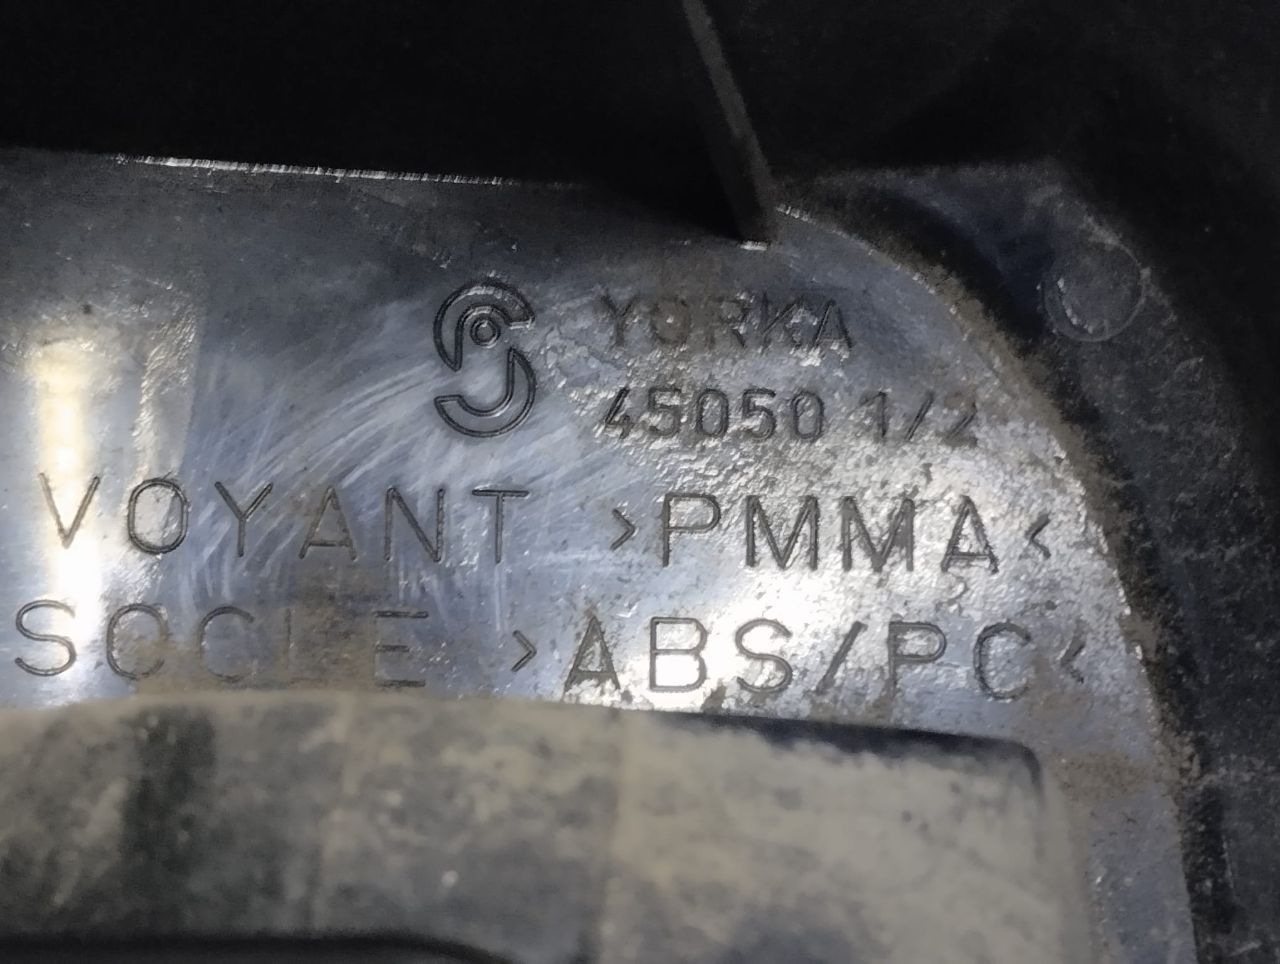 YORKA
45050 1/2
VOYANT >PMMA<
SOCLE >ABS/PC<